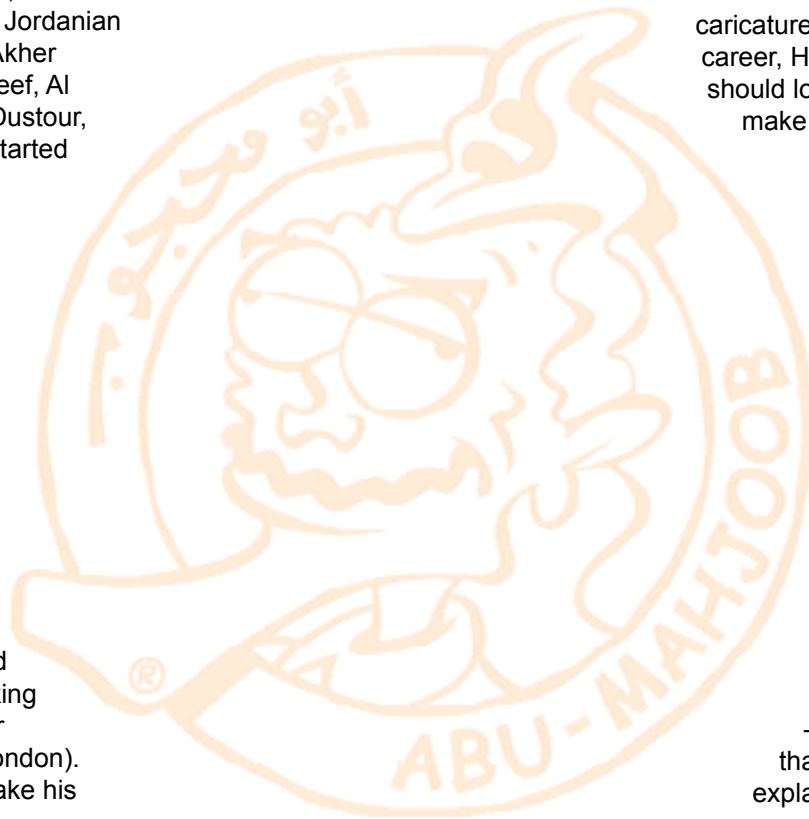 Jordanian
Akher
eef, Al
Dustour,
tarted
caricature
career, H
should lo
make
أبو محجوب
ABU-MAHJOOB
®
king
ondon).
ake his
tha
expla